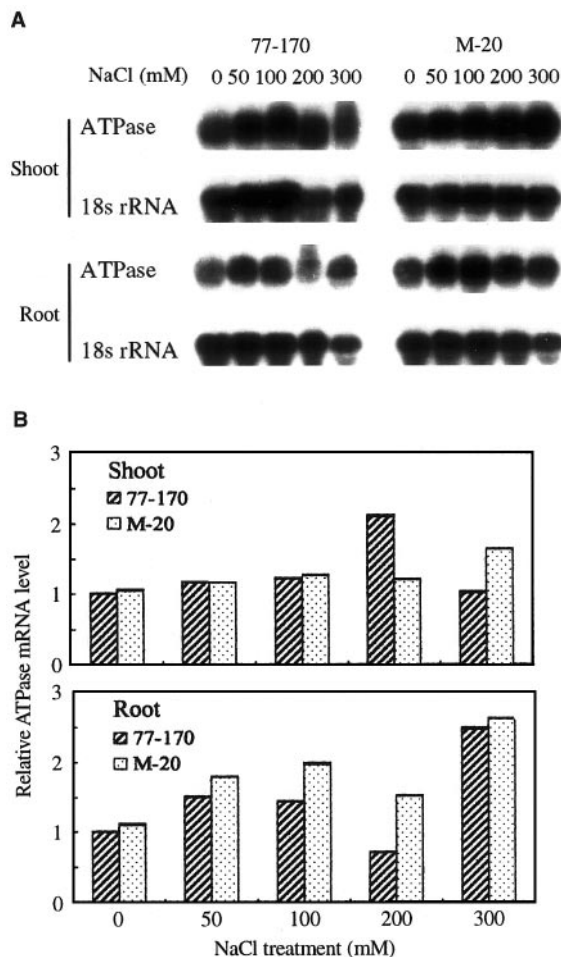 A
77-170 M-20
NaCl (mM) 0 50 100 200 300 0 50 100 200 300
Shoot
ATPase
18s rRNA
Root
ATPase
18s rRNA
B
Relative ATPase mRNA level
3
2
1
0
Shoot
77-170
M-20
3
2
1
0
Root
77-170
M-20
0 50 100 200 300
NaCl treatment (mM)